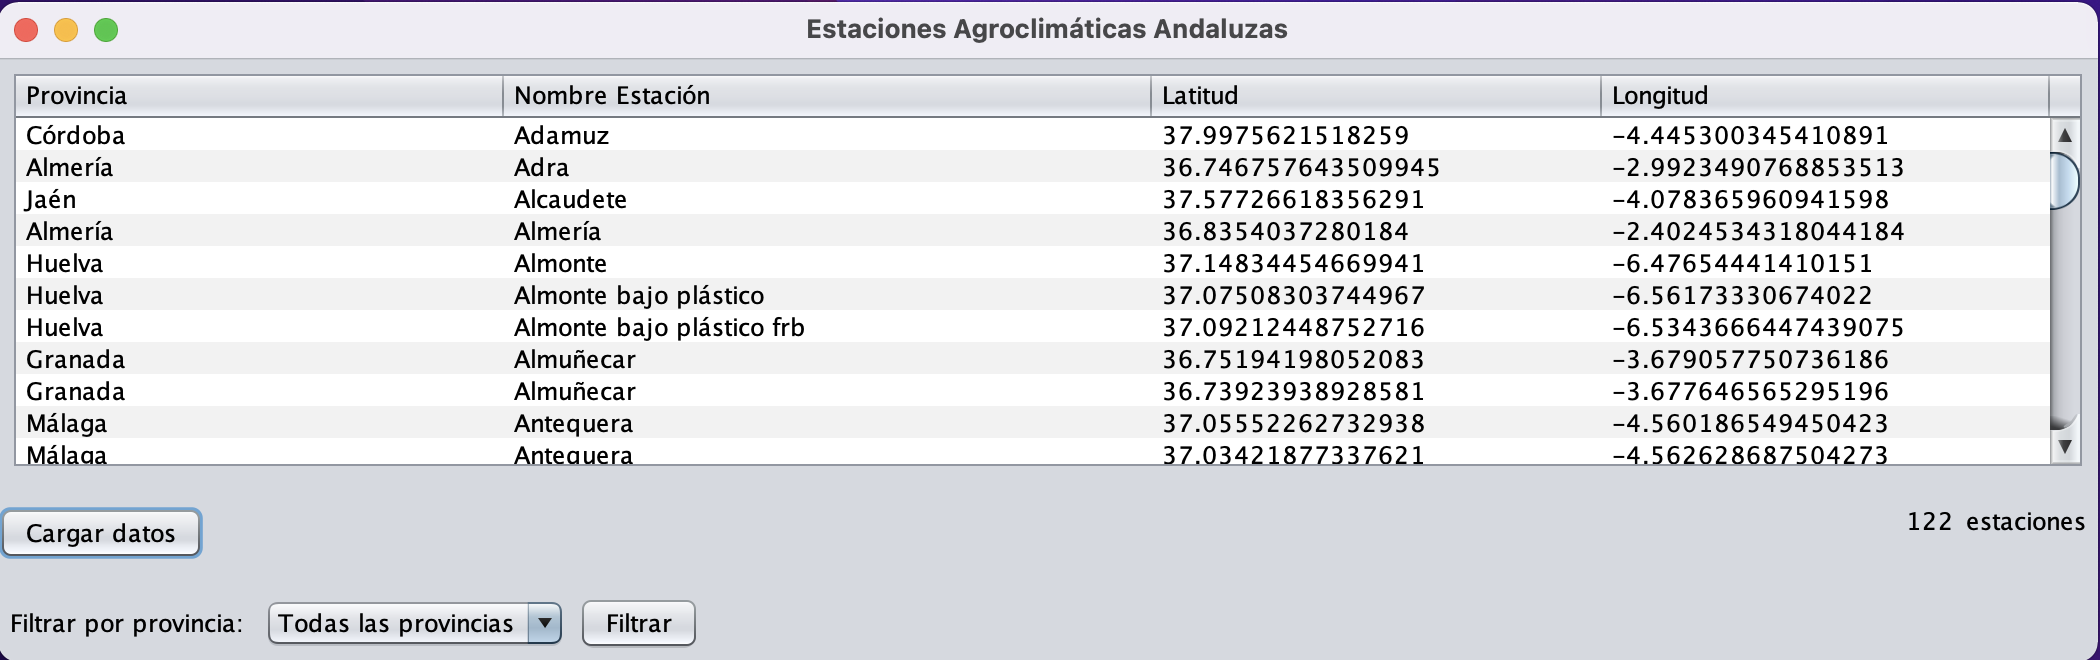 Estaciones Agroclimáticas Andaluzas
Provincia Nombre Estación Latitud Longitud
Córdoba Adamuz 37.9975621518259 -4.445300345410891
Almería Adra 36.746757643509945 -2.9923490768853513
Jaén Alcaudete 37.57726618356291 -4.078365960941598
Almería Almería 36.8354037280184 -2.4024534318044184
Huelva Almonte 37.14834454669941 -6.47654441410151
Huelva Almonte bajo plástico 37.07508303744967 -6.56173330674022
Huelva Almonte bajo plástico frb 37.09212448752716 -6.5343666447439075
Granada Almuñecar 36.75194198052083 -3.679057750736186
Granada Almuñecar 36.73923938928581 -3.677646565295196
Málaga Antequera 37.05552262732938 -4.560186549450423
Málaga Antequera 37.03421877337621 -4.562628687504273
Cargar datos 122 estaciones
Filtrar por provincia: Todas las provincias Filtrar